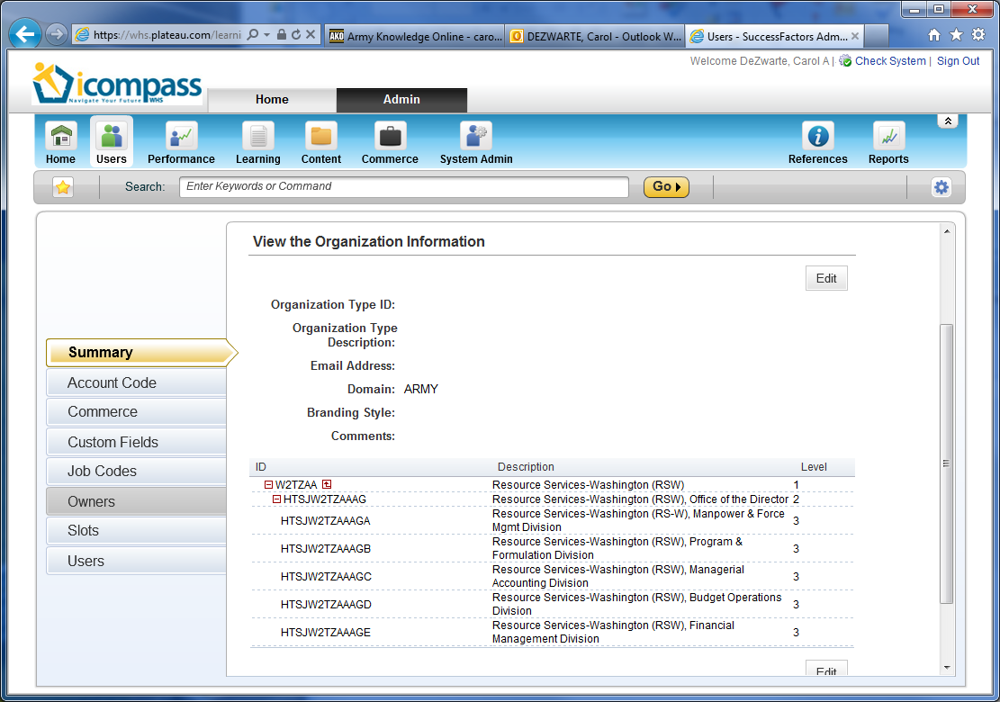 https://whs.plateau.com/learni
AKO Army Knowledge Online - caro...
DEZWARTE, Carol - Outlook W...
Users - SuccessFactors Adm...
Welcome DeZwarte, Carol A | Check System | Sign Out
icompass
Navigate Your Future WHS
Home
Admin
Home
Users
Performance
Learning
Content
Commerce
System Admin
References
Reports
Search:
Enter Keywords or Command
Go
Summary
Account Code
Commerce
Custom Fields
Job Codes
Owners
Slots
Users
View the Organization Information
Edit
Organization Type ID:
Organization Type
Description:
Email Address:
Domain: ARMY
Branding Style:
Comments:
ID Description Level
W2TZAA Resource Services-Washington (RSW) 1
HTSJW2TZAAAG Resource Services-Washington (RSW), Office of the Director 2
HTSJW2TZAAAGA Resource Services-Washington (RS-W), Manpower & Force
Mgmt Division 3
HTSJW2TZAAAGB Resource Services-Washington (RSW), Program &
Formulation Division 3
HTSJW2TZAAAGC Resource Services-Washington (RSW), Managerial
Accounting Division 3
HTSJW2TZAAAGD Resource Services-Washington (RSW), Budget Operations
Division 3
HTSJW2TZAAAGE Resource Services-Washington (RSW), Financial
Management Division 3
Edit